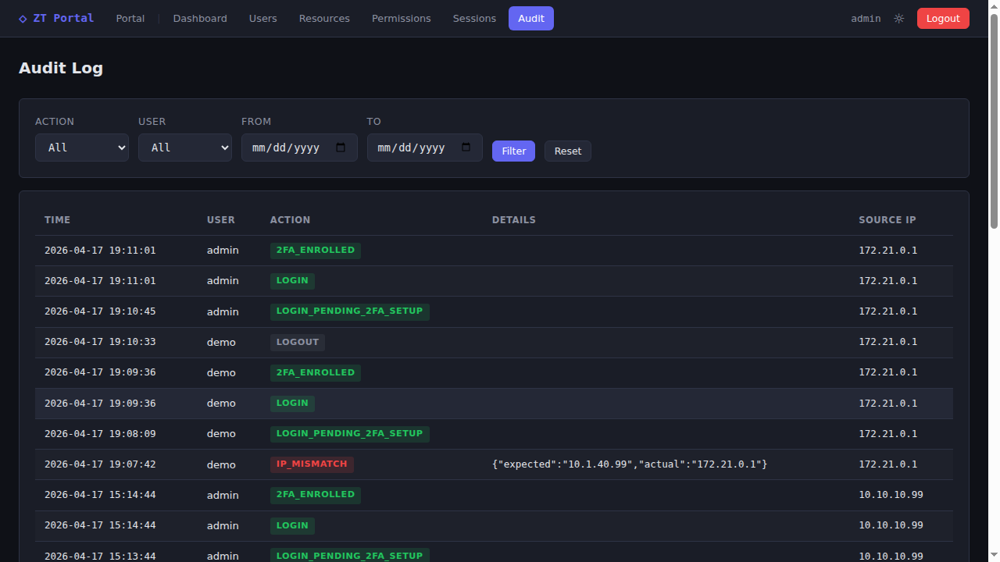 ◇ ZT Portal Portal | Dashboard Users Resources Permissions Sessions Audit admin Logout
Audit Log
ACTION USER FROM TO
All All mm/dd/yyyy mm/dd/yyyy Filter Reset
TIME USER ACTION DETAILS SOURCE IP
2026-04-17 19:11:01 admin 2FA_ENROLLED 172.21.0.1
2026-04-17 19:11:01 admin LOGIN 172.21.0.1
2026-04-17 19:10:45 admin LOGIN_PENDING_2FA_SETUP 172.21.0.1
2026-04-17 19:10:33 demo LOGOUT 172.21.0.1
2026-04-17 19:09:36 demo 2FA_ENROLLED 172.21.0.1
2026-04-17 19:09:36 demo LOGIN 172.21.0.1
2026-04-17 19:08:09 demo LOGIN_PENDING_2FA_SETUP 172.21.0.1
2026-04-17 19:07:42 demo IP_MISMATCH {"expected":"10.1.40.99","actual":"172.21.0.1"} 172.21.0.1
2026-04-17 15:14:44 admin 2FA_ENROLLED 10.10.10.99
2026-04-17 15:14:44 admin LOGIN 10.10.10.99
2026-04-17 15:13:44 admin LOGIN_PENDING_2FA_SETUP 10.10.10.99